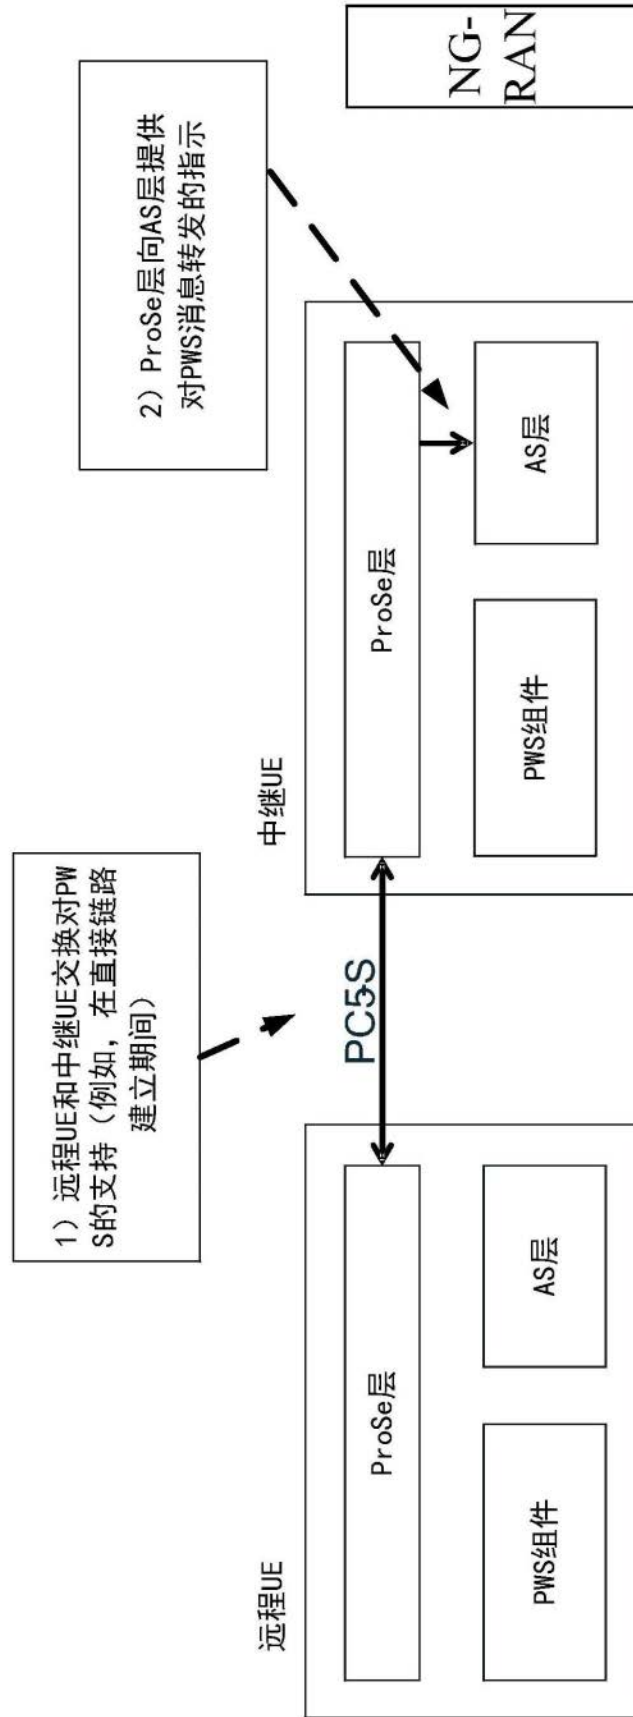 1）远程UE和中继UE交换对PW
S的支持（例如，在直接链路
建立期间）
2）ProSe层向AS层提供
对PWS消息转发的指示
远程UE
ProSe层
PWS组件
AS层
PC5-S
中继UE
ProSe层
PWS组件
AS层
NG-
RAN